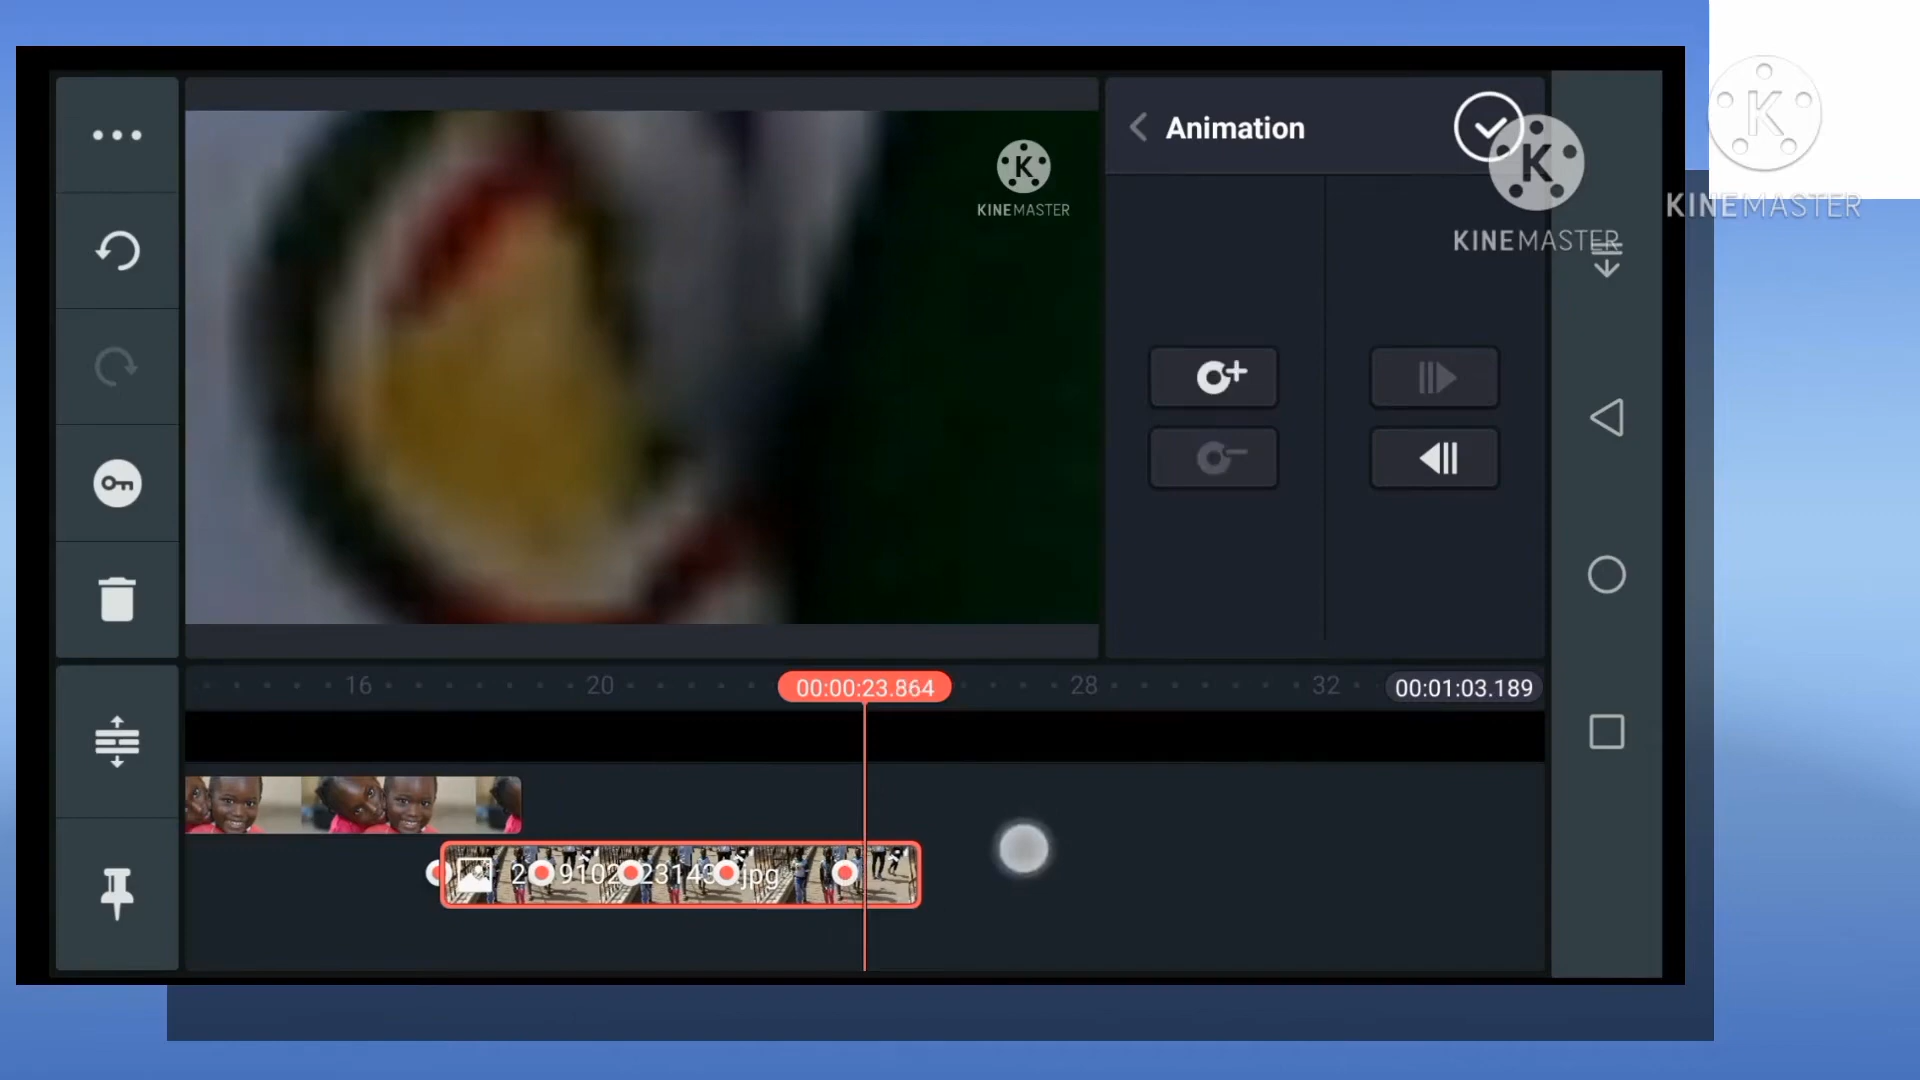 Animation
KINEMASTER
KINEMASTER
KINEMASTER
16
20
00:00:23.864
28
32
00:01:03.189